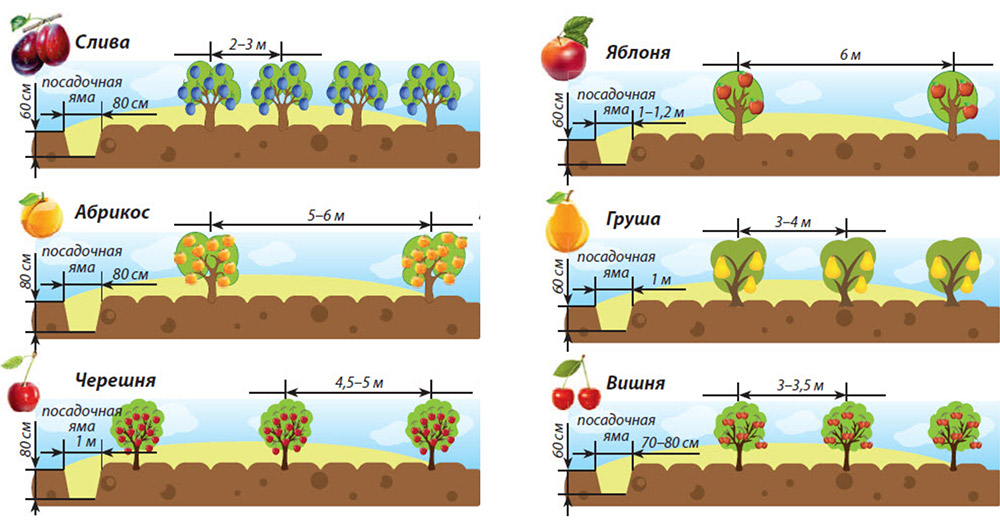 Слива
2–3 м
посадочная
яма
80 см
60 см
Яблоня
6 м
посадочная
яма
1–1,2 м
60 см
Абрикос
5–6 м
посадочная
яма
80 см
80 см
Груша
3–4 м
посадочная
яма
1 м
60 см
Черешня
4,5–5 м
посадочная
яма
1 м
80 см
Вишня
3–3,5 м
посадочная
яма
70–80 см
60 см